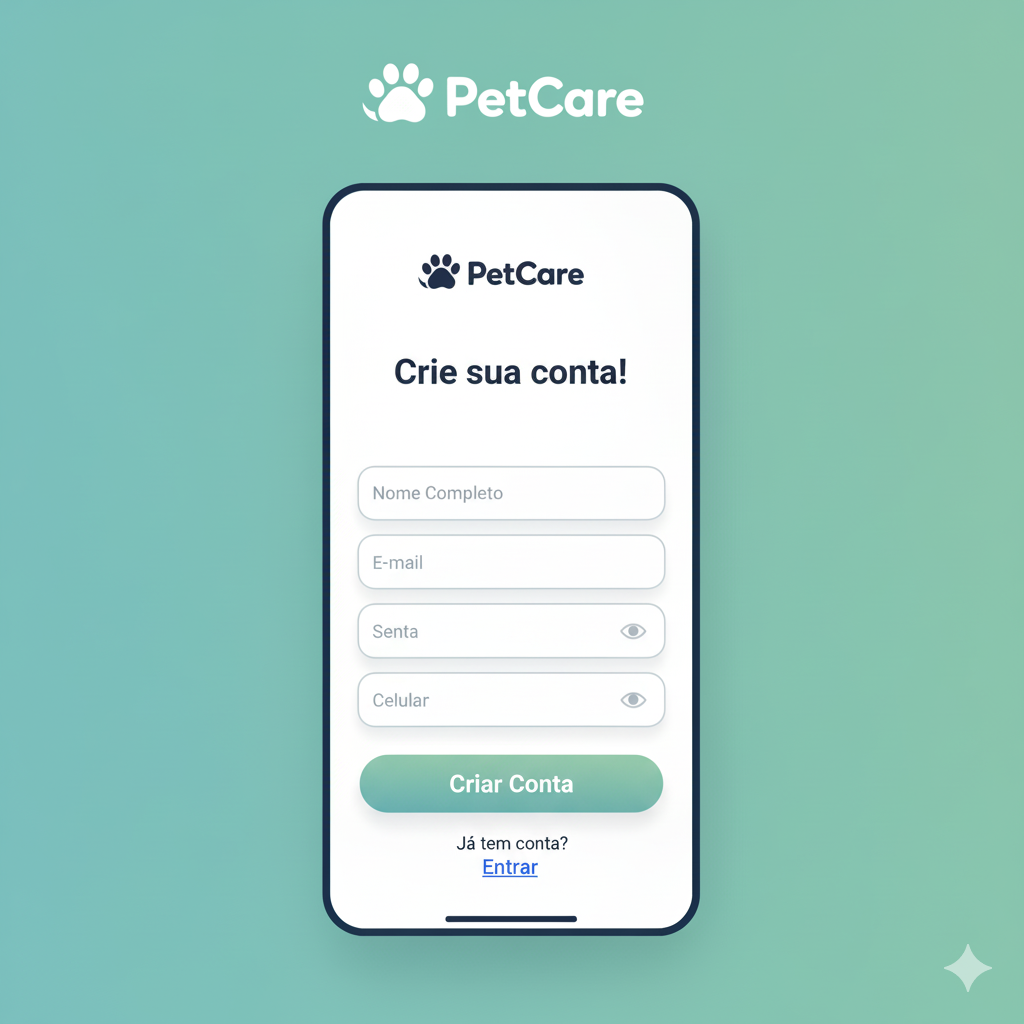 PetCare
PetCare
Crie sua conta!
Nome Completo
E-mail
Senta
Celular
Criar Conta
Já tem conta?
Entrar